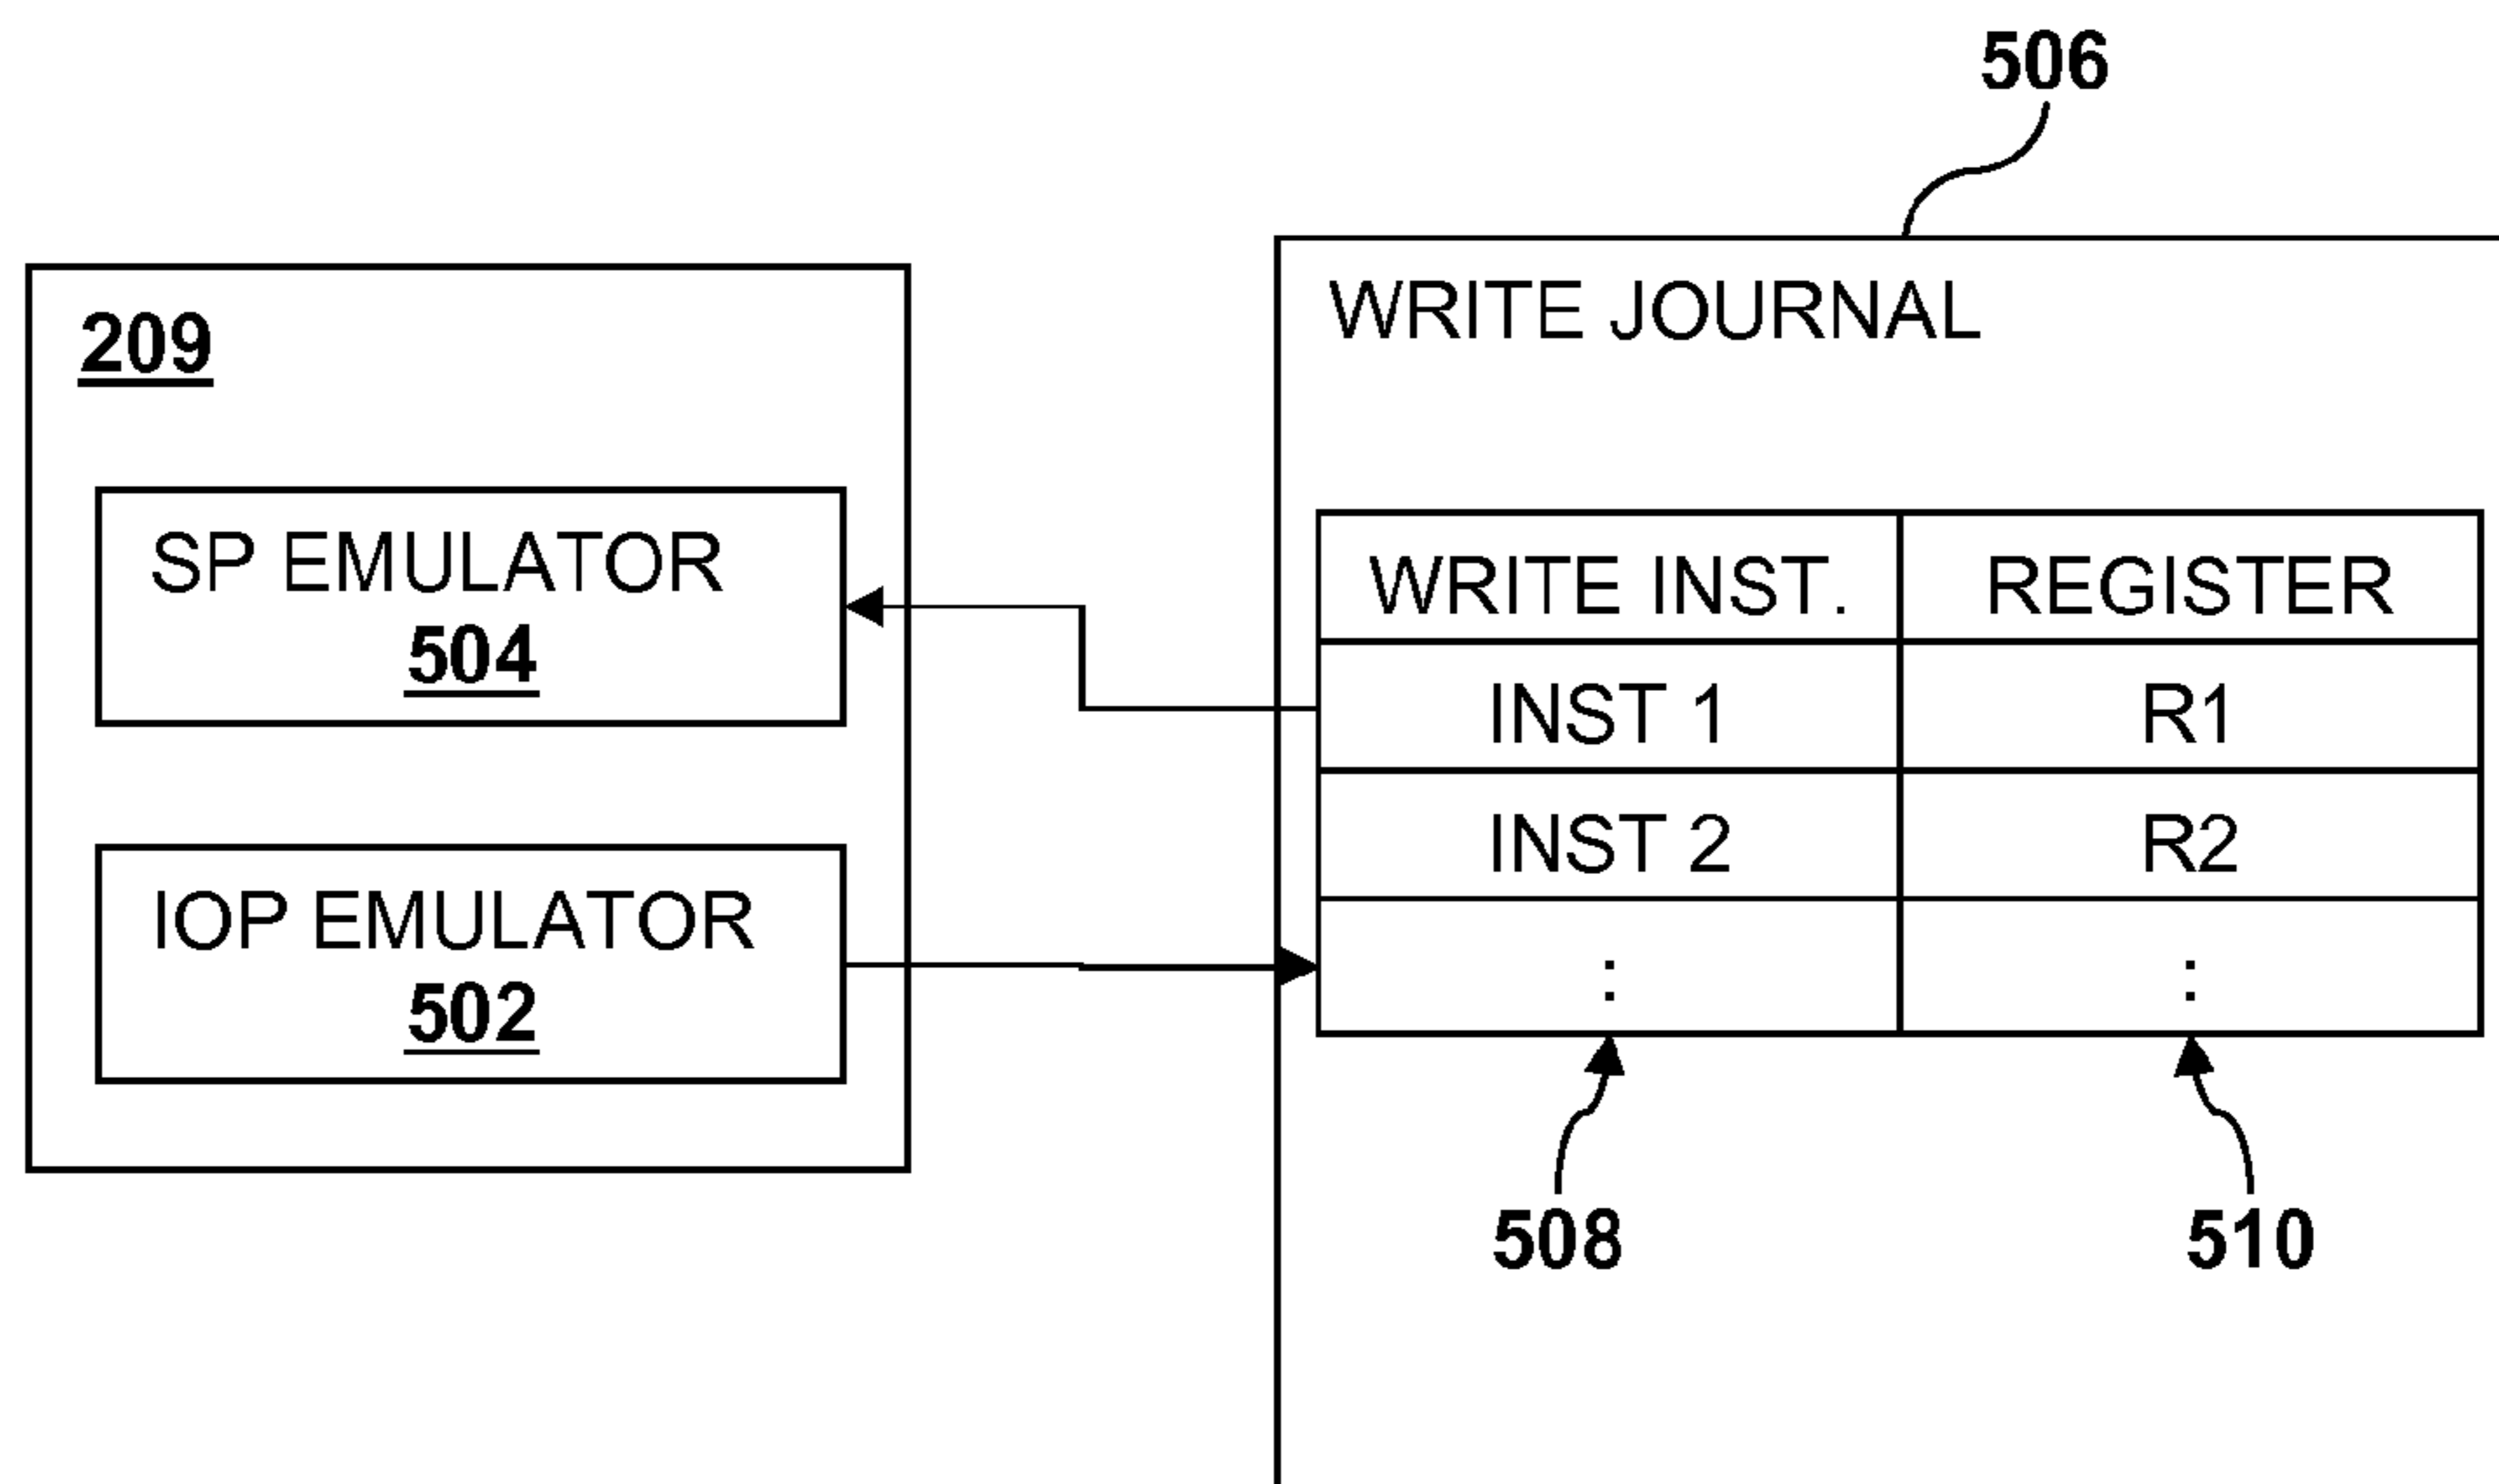 506
209
SP EMULATOR
504
IOP EMULATOR
502
WRITE JOURNAL
WRITE INST. REGISTER
INST 1 R1
INST 2 R2
: :
508 510